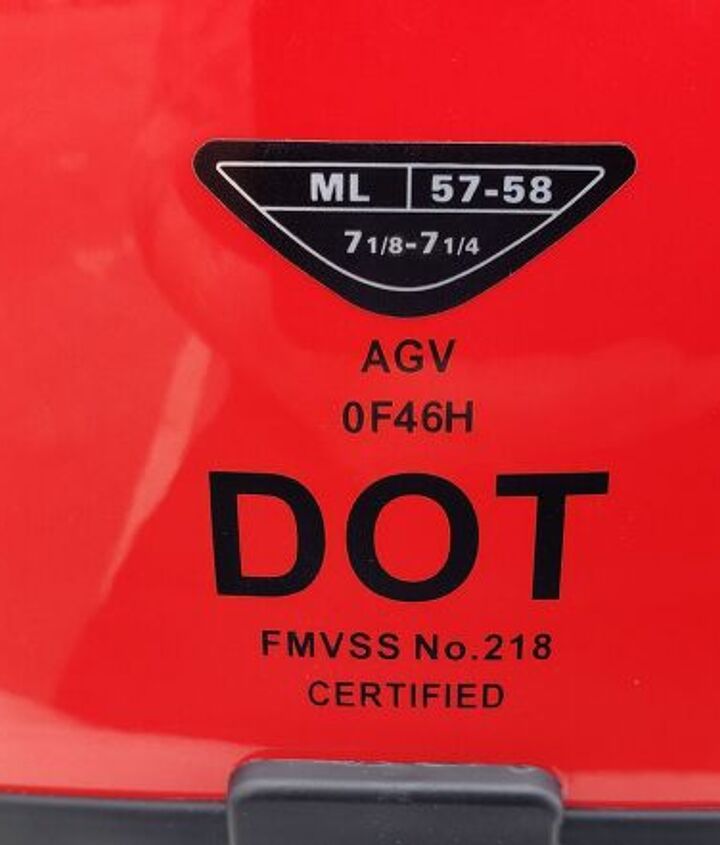 ML 57-58
7 1/8-7 1/4
AGV
0F46H
DOT
FMVSS No.218
CERTIFIED